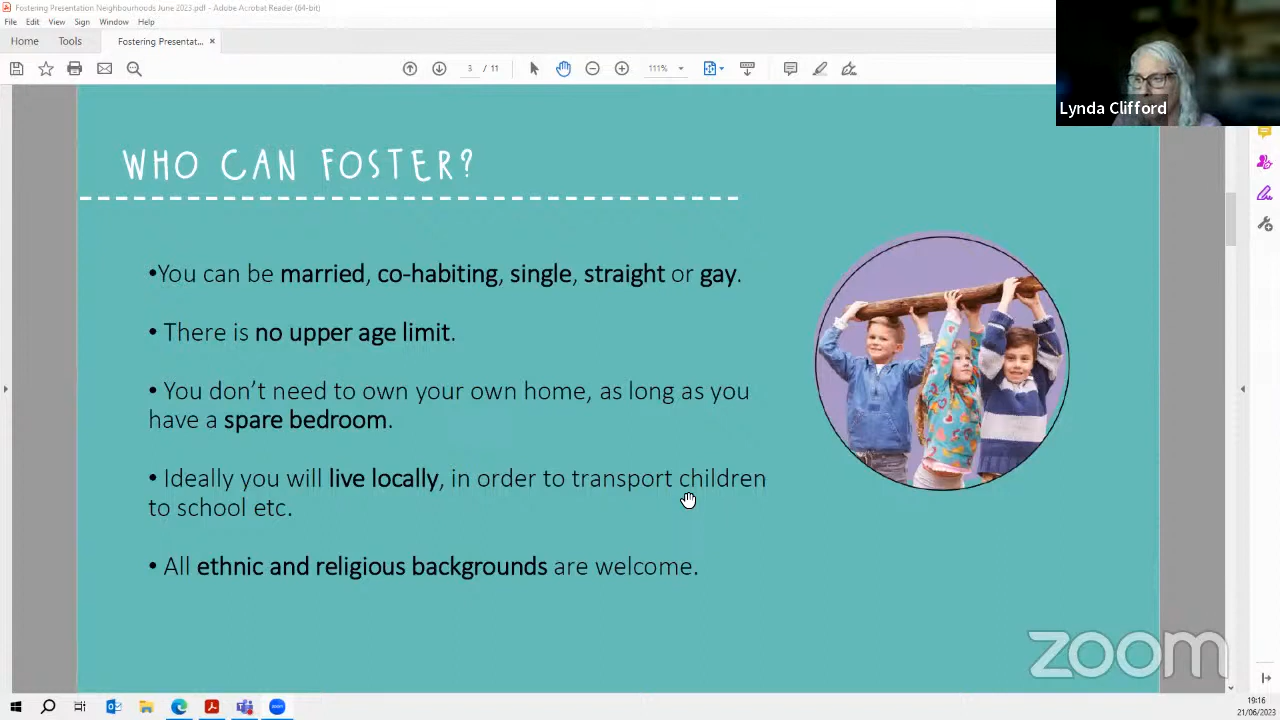 Fostering Presentation Neighbourhoods June 2023.pdf - Adobe Acrobat Reader (64-bit)
File Edit View Sign Window Help
Home Tools Fostering Presentat... ×
3 / 11 111%
Lynda Clifford
WHO CAN FOSTER?
•You can be married, co-habiting, single, straight or gay.
• There is no upper age limit.
• You don’t need to own your own home, as long as you
have a spare bedroom.
• Ideally you will live locally, in order to transport children
to school etc.
• All ethnic and religious backgrounds are welcome.
zoom
zoom
19:16
21/06/2023